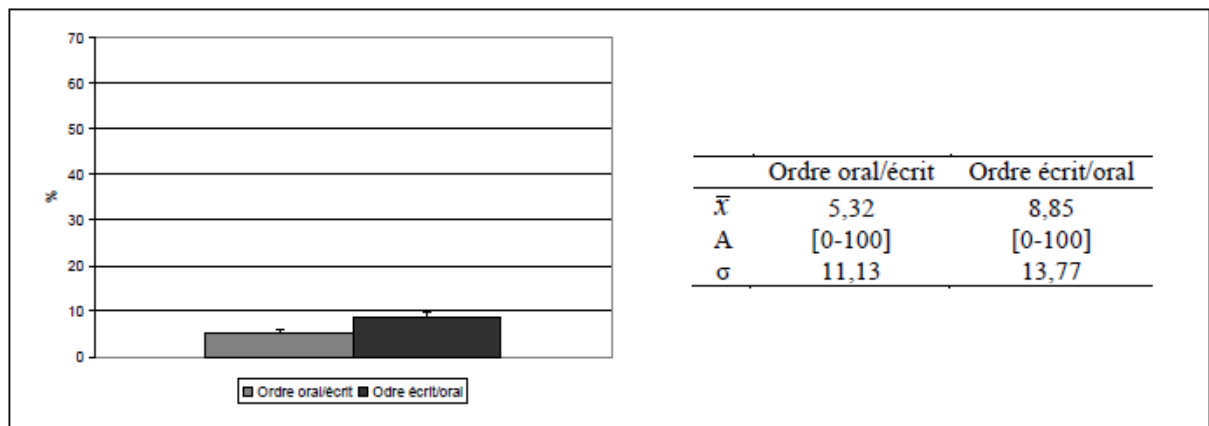 70
60
50
40
30
20
10
0
%
Ordre oral/écrit Odre écrit/oral
Ordre oral/écrit Ordre écrit/oral
x̅ 5,32 8,85
A [0-100] [0-100]
σ 11,13 13,77